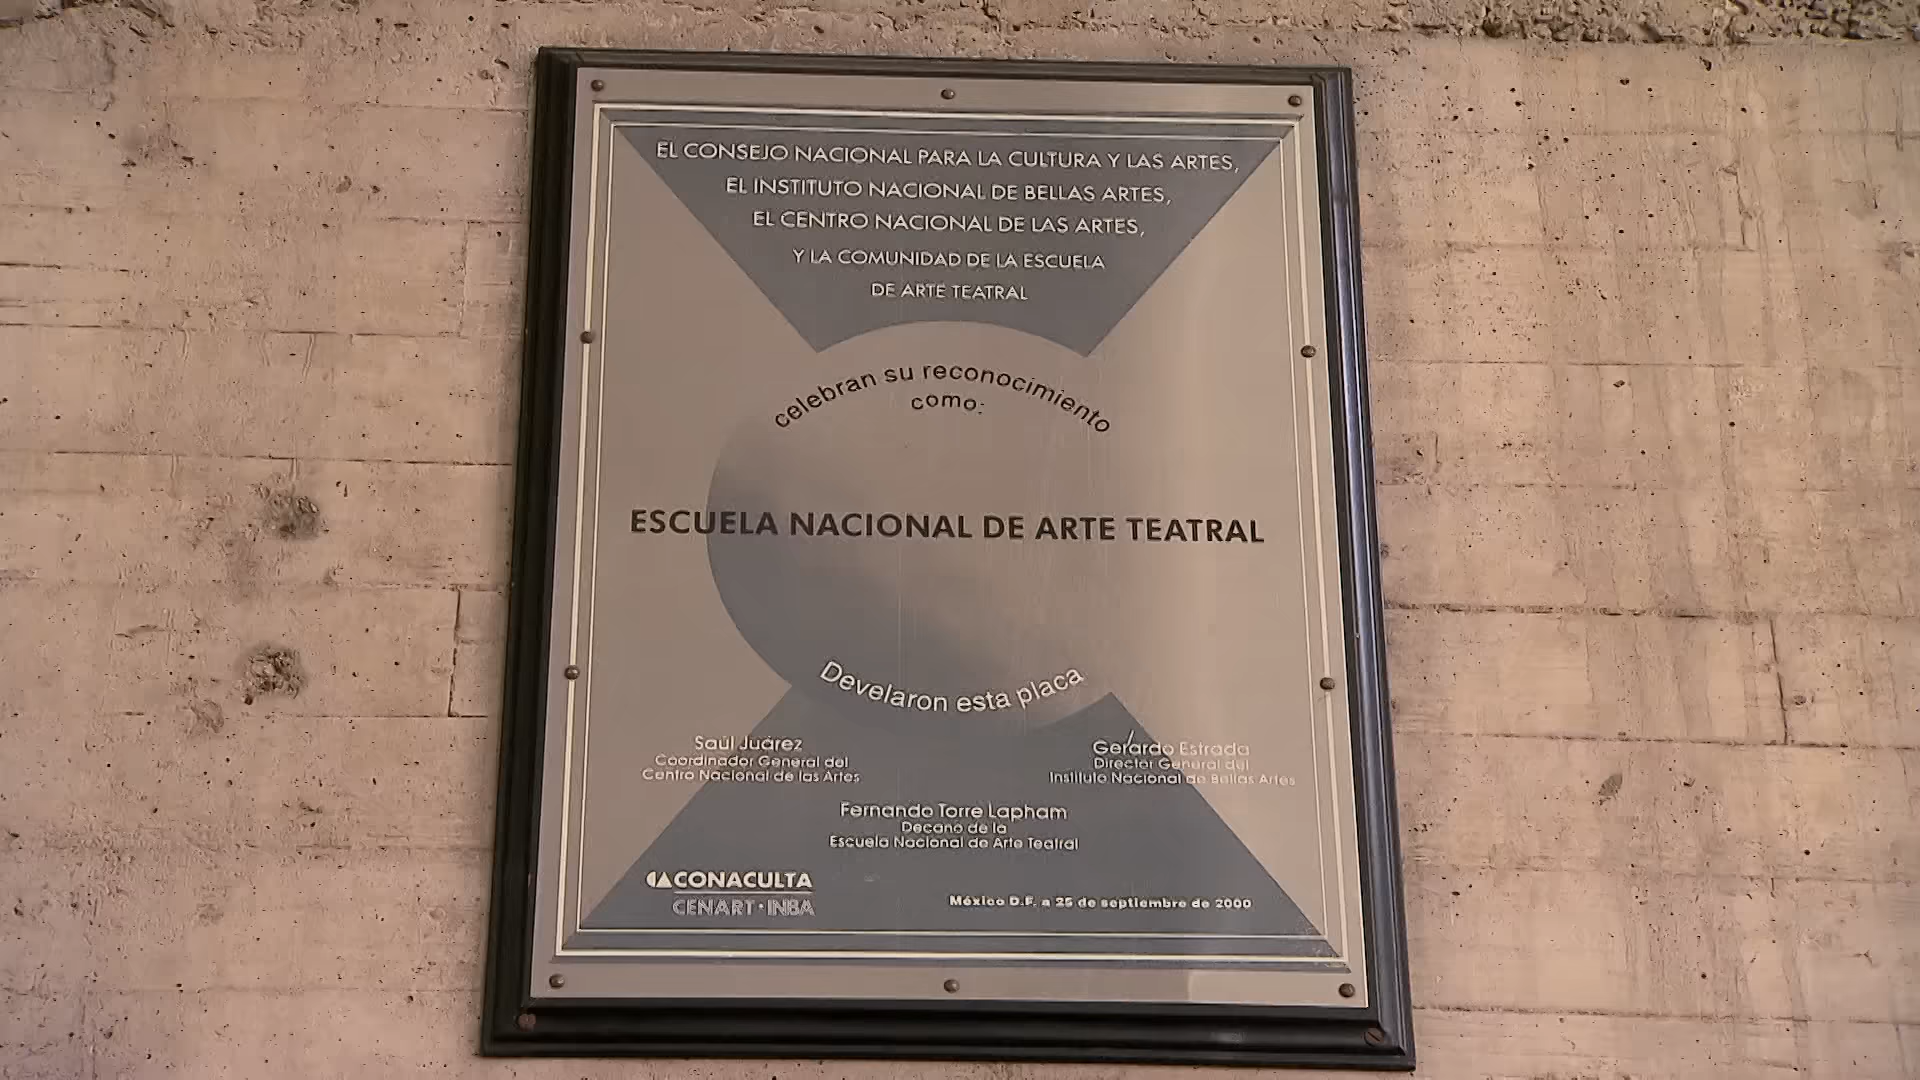 EL CONSEJO NACIONAL PARA LA CULTURA Y LAS ARTES,
EL INSTITUTO NACIONAL DE BELLAS ARTES,
EL CENTRO NACIONAL DE LAS ARTES,
Y LA COMUNIDAD DE LA ESCUELA
DE ARTE TEATRAL
celebran su reconocimiento
como:
ESCUELA NACIONAL DE ARTE TEATRAL
Develaron esta placa
Saúl Juárez
Coordinador General del
Centro Nacional de las Artes
Gerardo Estrada
Director General del
Instituto Nacional de Bellas Artes
Fernando Torre Lapham
Decano de la
Escuela Nacional de Arte Teatral
CONACULTA
CENART·INBA
México D.F. a 25 de septiembre de 2000